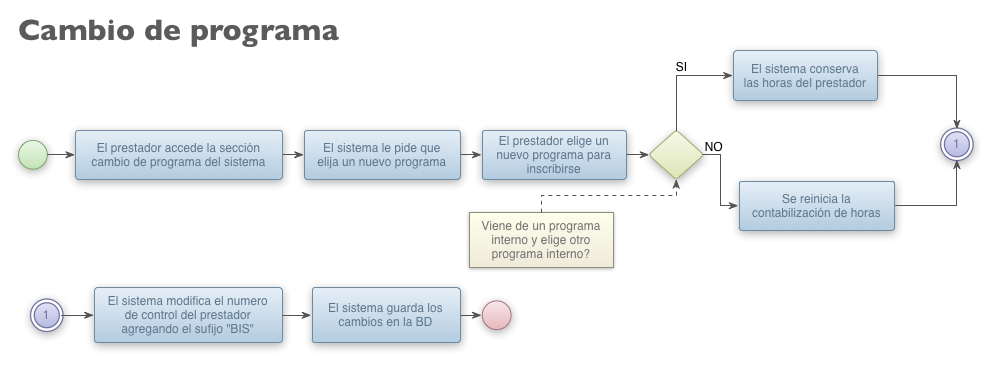 Cambio de programa
El prestador accede la sección
cambio de programa del sistema
El sistema le pide que
elija un nuevo programa
El prestador elige un
nuevo programa para
inscribirse
SI
El sistema conserva
las horas del prestador
NO
Se reinicia la
contabilización de horas
1
Viene de un programa
interno y elige otro
programa interno?
1
El sistema modifica el numero
de control del prestador
agregando el sufijo "BIS"
El sistema guarda los
cambios en la BD